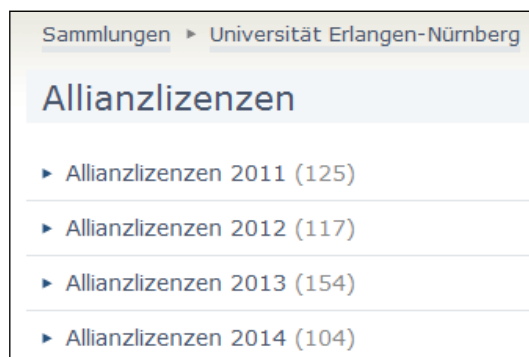 Sammlungen ▸ Universität Erlangen-Nürnberg
Allianzlizenzen
▸ Allianzlizenzen 2011 (125)
▸ Allianzlizenzen 2012 (117)
▸ Allianzlizenzen 2013 (154)
▸ Allianzlizenzen 2014 (104)